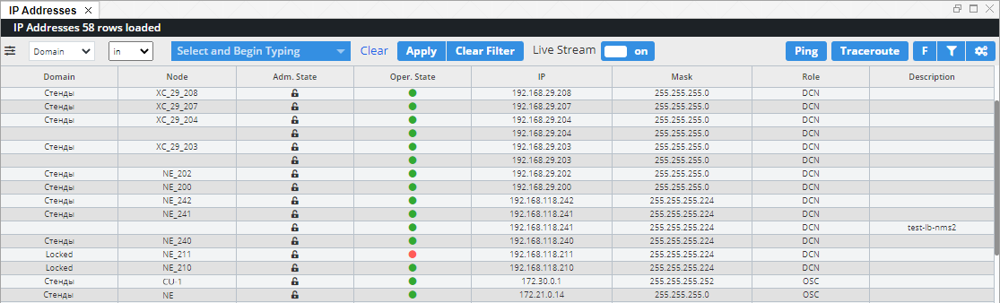 IP Addresses ×
IP Addresses 58 rows loaded
Domain in Select and Begin Typing Clear Apply Clear Filter Live Stream on Ping Traceroute F
Domain Node Adm. State Oper. State IP Mask Role Description
Стенды XC_29_208 192.168.29.208 255.255.255.0 DCN
Стенды XC_29_207 192.168.29.207 255.255.255.0 DCN
Стенды XC_29_204 192.168.29.204 255.255.255.0 DCN
192.168.29.204 255.255.255.0 DCN
Стенды XC_29_203 192.168.29.203 255.255.255.0 DCN
192.168.29.203 255.255.255.0 DCN
Стенды NE_202 192.168.29.202 255.255.255.0 DCN
Стенды NE_200 192.168.29.200 255.255.255.0 DCN
Стенды NE_242 192.168.118.242 255.255.255.224 DCN
Стенды NE_241 192.168.118.241 255.255.255.224 DCN
192.168.118.241 255.255.255.224 DCN test-lb-nms2
Стенды NE_240 192.168.118.240 255.255.255.224 DCN
Locked NE_211 192.168.118.211 255.255.255.224 DCN
Locked NE_210 192.168.118.210 255.255.255.224 DCN
Стенды CU-1 172.30.0.1 255.255.255.252 OSC
Стенды NE 172.21.0.14 255.255.255.0 OSC